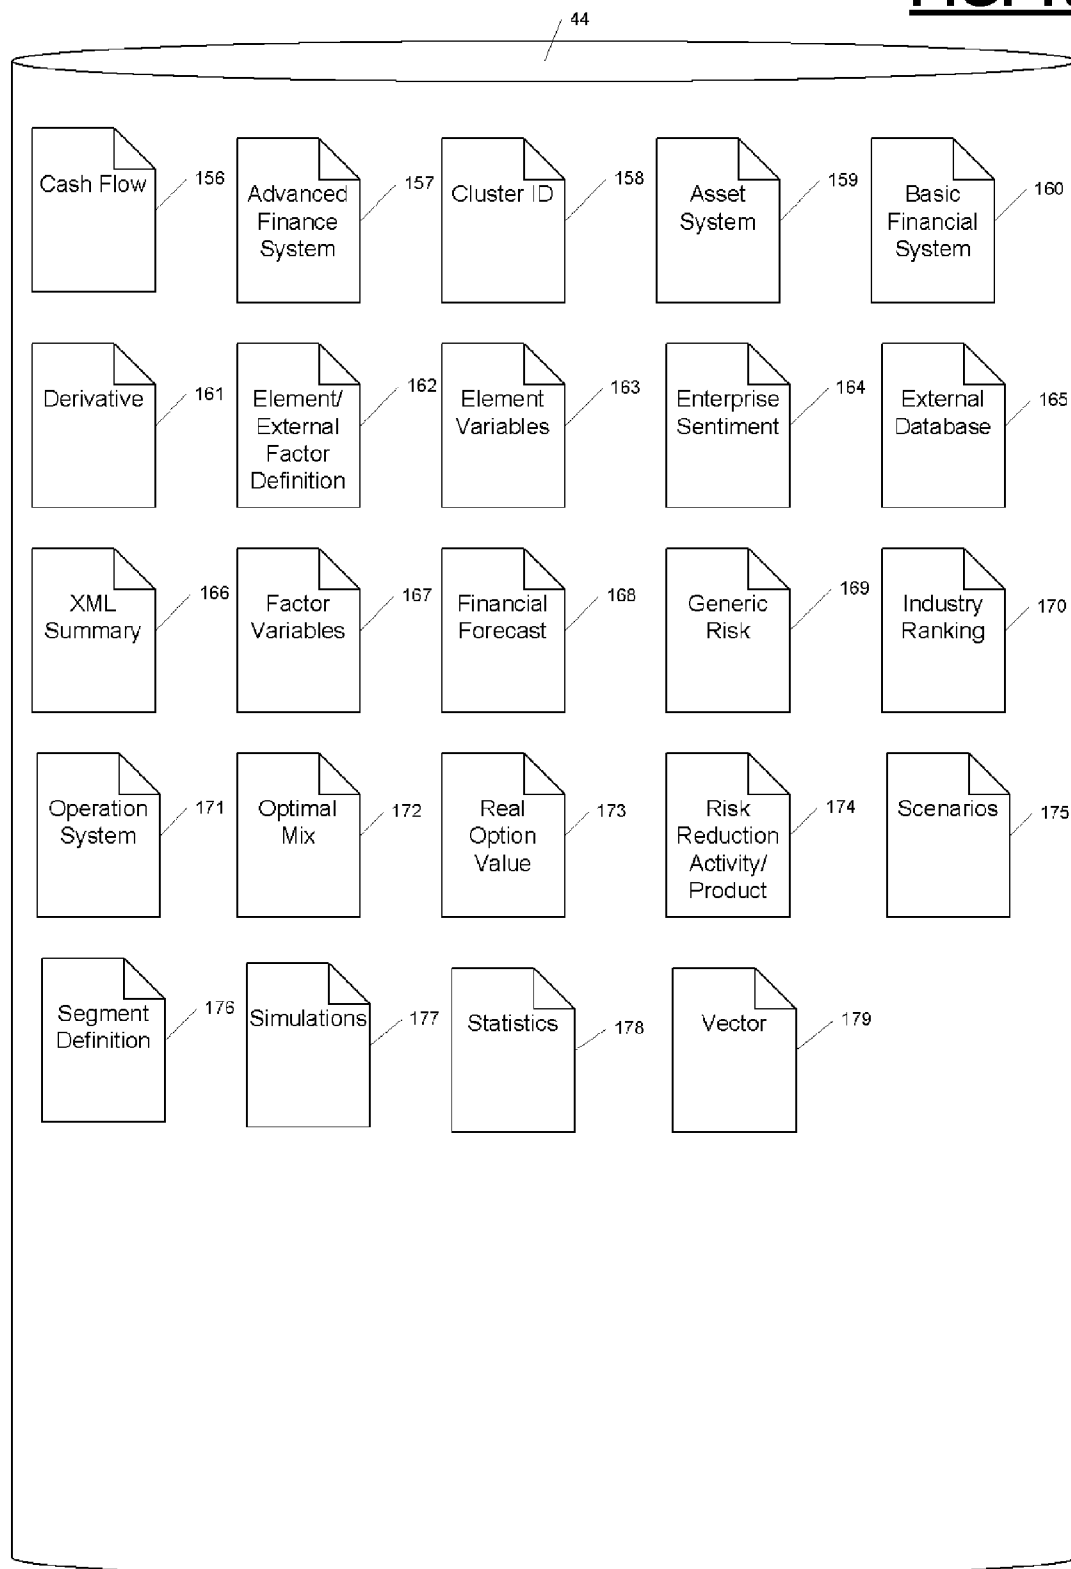 44
Cash Flow
156
Advanced
Finance
System
157
Cluster ID
158
Asset
System
159
Basic
Financial
System
160
Derivative
161
Element/
External
Factor
Definition
162
Element
Variables
163
Enterprise
Sentiment
164
External
Database
165
XML
Summary
166
Factor
Variables
167
Financial
Forecast
168
Generic
Risk
169
Industry
Ranking
170
Operation
System
171
Optimal
Mix
172
Real
Option
Value
173
Risk
Reduction
Activity/
Product
174
Scenarios
175
Segment
Definition
176
Simulations
177
Statistics
178
Vector
179